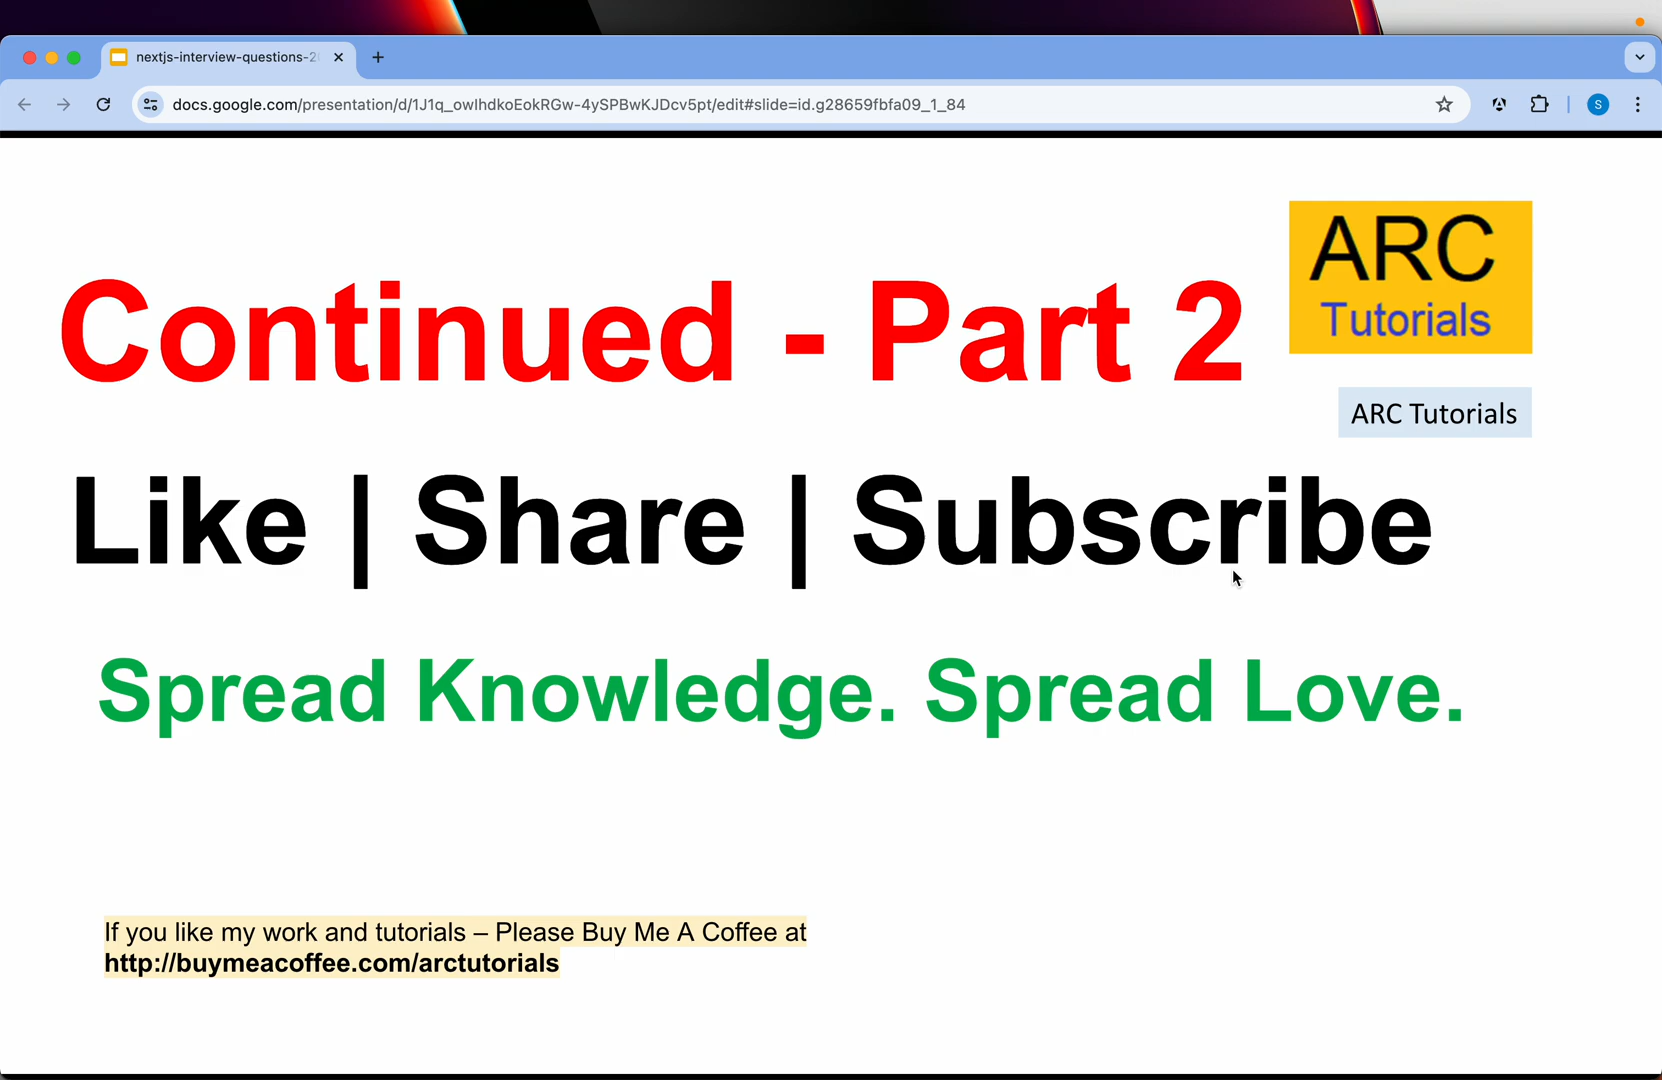 nextjs-interview-questions-2
docs.google.com/presentation/d/1J1q_owIhdkoEokRGw-4ySPBwKJDcv5pt/edit#slide=id.g28659fbfa09_1_84
S
ARC
Tutorials
Continued - Part 2
ARC Tutorials
Like | Share | Subscribe
Spread Knowledge. Spread Love.
If you like my work and tutorials – Please Buy Me A Coffee at
http://buymeacoffee.com/arctutorials